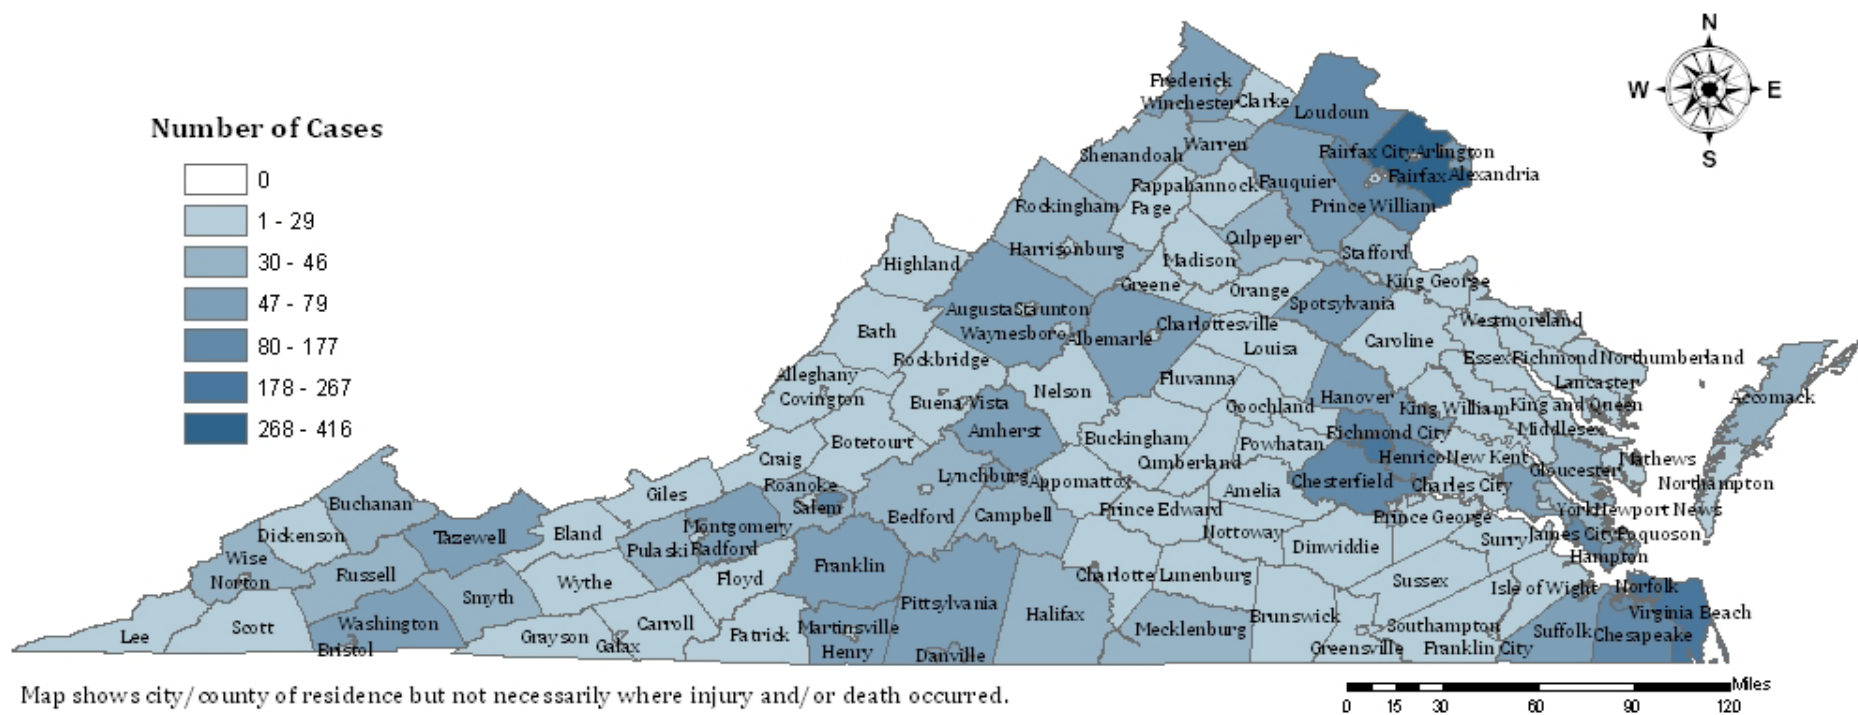 N
W
E
S
Number of Cases
0
1 - 29
30 - 46
47 - 79
80 - 177
178 - 267
268 - 416
Frederick
Winchester
Clarke
Loudoun
Shenandoah
Warren
Fairfax City
Arlington
Rappahannock
Fauquier
Fairfax
Alexandria
Rockingham
Page
Prince William
Harrisonburg
Culpeper
Stafford
Highland
Madison
Greene
Orange
King George
Augusta
Staunton
Spotsylvania
Waynesboro
Albemarle
Charlottesville
Westmoreland
Bath
Louisa
Caroline
Rockbridge
Essex
Richmond
Northumberland
Alleghany
Fluvanna
Lancaster
Covington
Buena Vista
Nelson
Goochland
Hanover
King William
King and Queen
Accomack
Amherst
Richmond City
Middlesex
Botetourt
Buckingham
Powhatan
Craig
Cumberland
Henrico
New Kent
Mathews
Roanoke
Lynchburg
Appomattox
Chesterfield
Gloucester
Northampton
Giles
Amelia
Charles City
Buchanan
Salem
Bedford
Campbell
Prince Edward
Prince George
York
Newport News
Dickenson
Tazewell
Bland
Montgomery
Nottoway
Surry
James City
Poquoson
Wise
Pulaski
Radford
Dinwiddie
Hampton
Norton
Russell
Wythe
Floyd
Franklin
Charlotte
Lunenburg
Sussex
Isle of Wight
Norfolk
Smyth
Pittsylvania
Halifax
Virginia Beach
Lee
Scott
Washington
Grayson
Carroll
Patrick
Martinsville
Mecklenburg
Brunswick
Southampton
Suffolk
Chesapeake
Bristol
Galax
Henry
Danville
Greensville
Franklin City
Map shows city/county of residence but not necessarily where injury and/or death occurred.
Miles
0 15 30 60 90 120